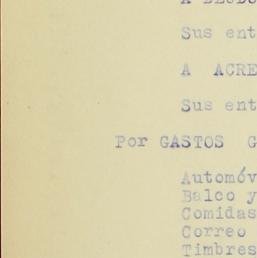 Sus ent
A ACRE
Sus ent
Por GASTOS G
Automóv
Balco y
Comidas
Correo
Timbres